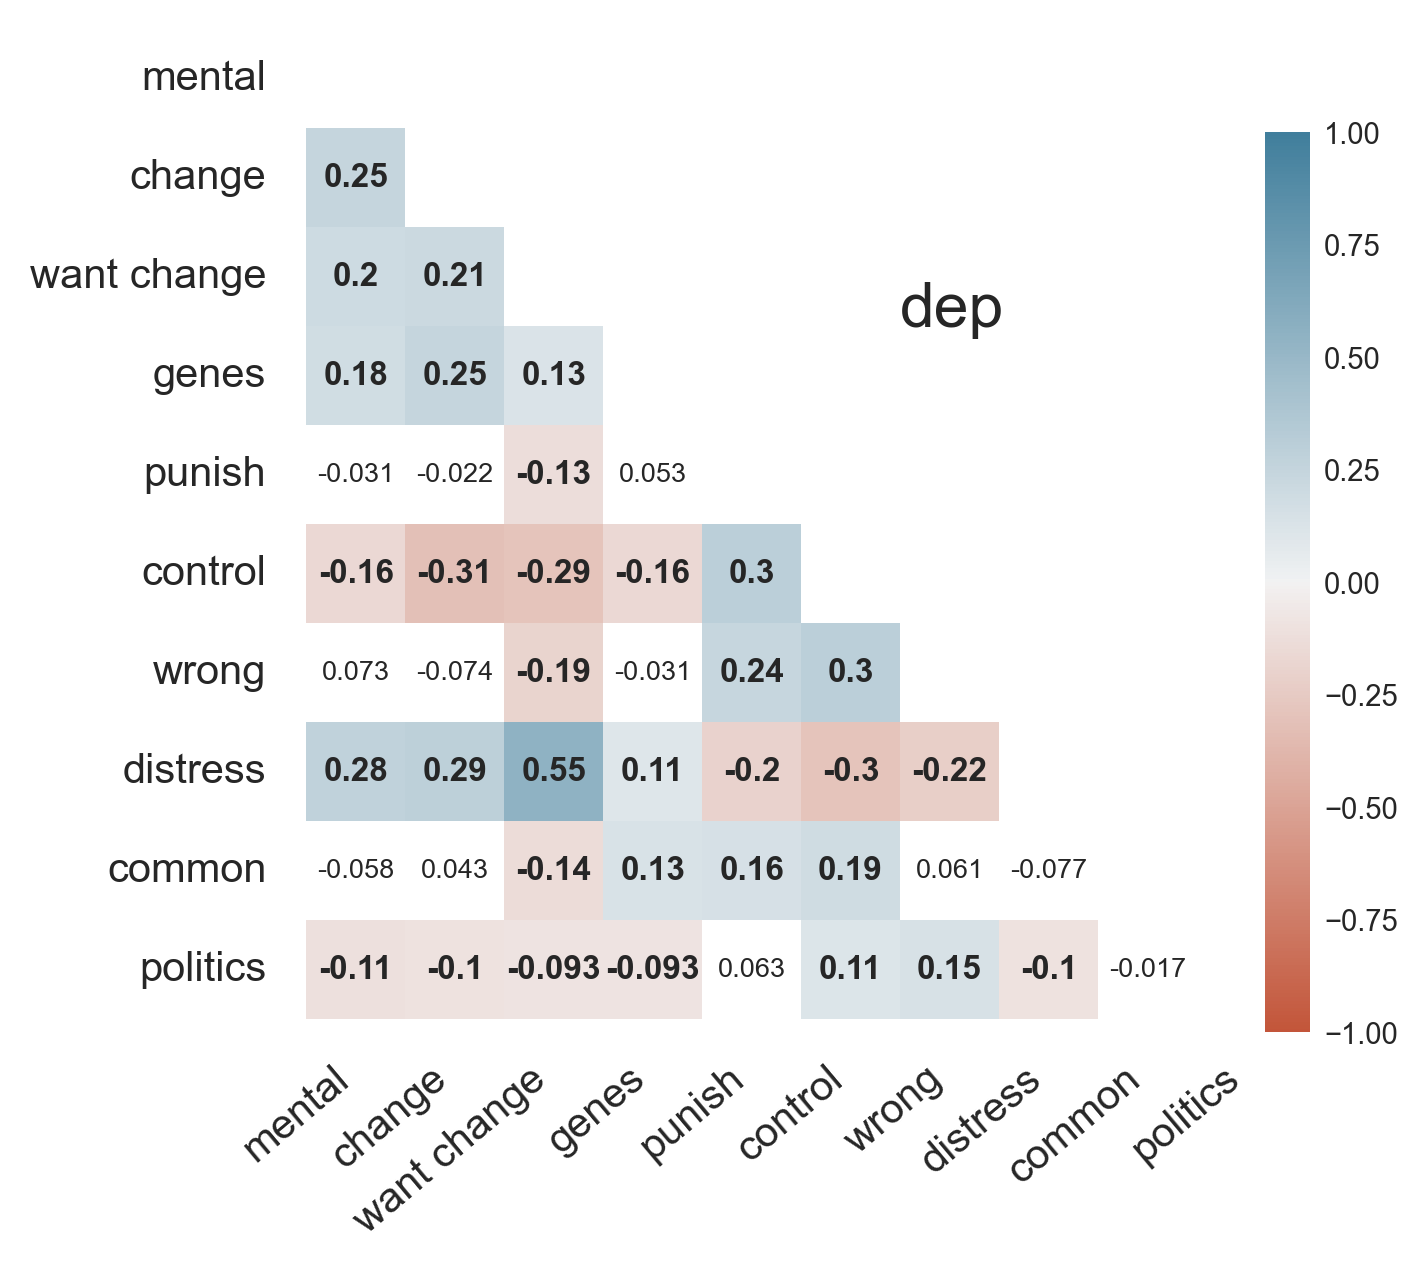 mental
change 0.25
want change 0.2 0.21
dep
genes 0.18 0.25 0.13
punish -0.031 -0.022 -0.13 0.053
control -0.16 -0.31 -0.29 -0.16 0.3
wrong 0.073 -0.074 -0.19 -0.031 0.24 0.3
distress 0.28 0.29 0.55 0.11 -0.2 -0.3 -0.22
common -0.058 0.043 -0.14 0.13 0.16 0.19 0.061 -0.077
politics -0.11 -0.1 -0.093 -0.093 0.063 0.11 0.15 -0.1 -0.017
mental
change
want change
genes
punish
control
wrong
distress
common
politics
1.00
0.75
0.50
0.25
0.00
−0.25
−0.50
−0.75
−1.00